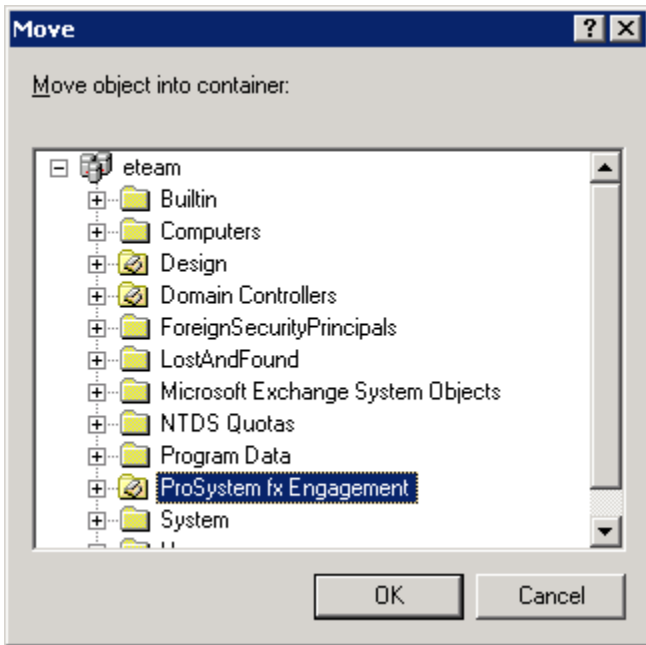 Move
Move object into container:
eteam
Builtin
Computers
Design
Domain Controllers
ForeignSecurityPrincipals
LostAndFound
Microsoft Exchange System Objects
NTDS Quotas
Program Data
ProSystem fx Engagement
System
OK Cancel